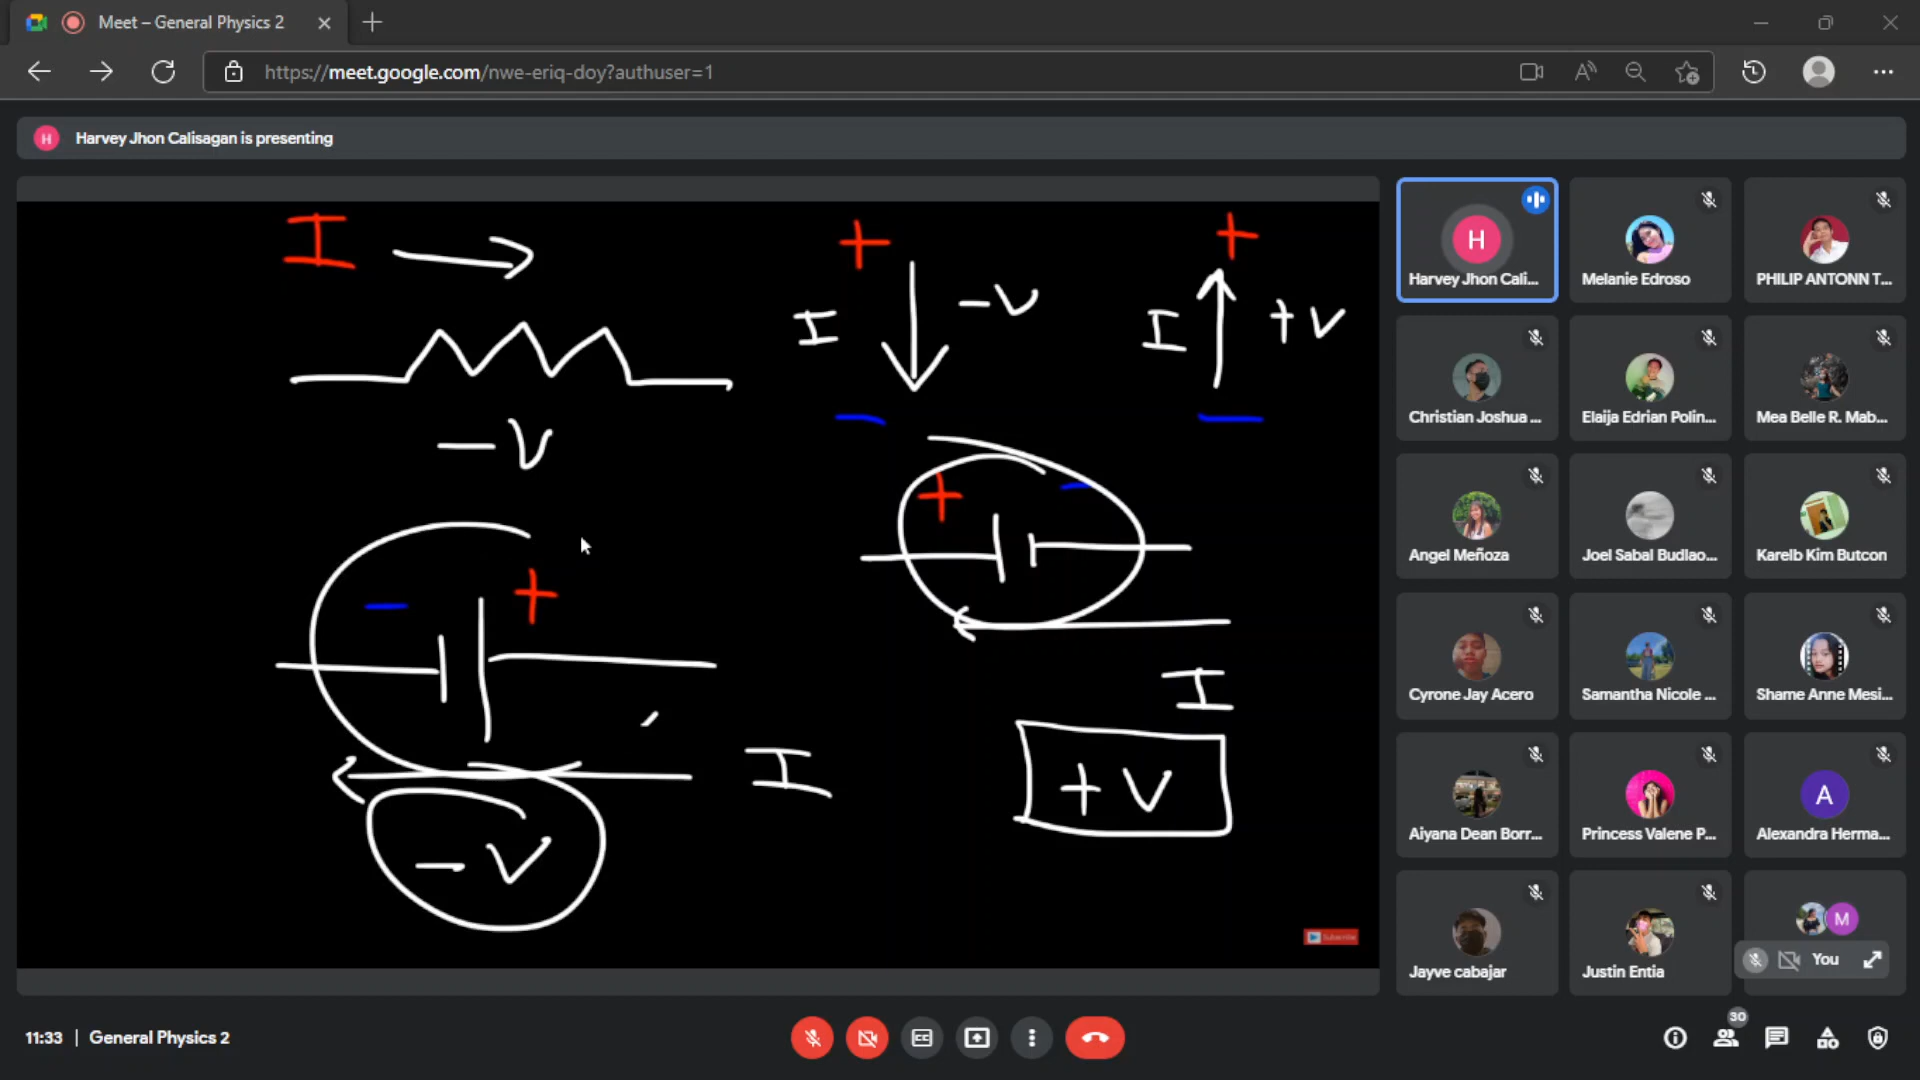 Meet – General Physics 2
https://meet.google.com/nwe-eriq-doy?authuser=1
H
Harvey Jhon Calisagan is presenting
I
+
+
I
-V
I
+V
-
-
-V
+
-
-
+
I
I
+V
-V
Subscribe
H
Harvey Jhon Cali...
Melanie Edroso
PHILIP ANTONN T...
Christian Joshua ...
Elaija Edrian Polin...
Mea Belle R. Mab...
Angel Meñoza
Joel Sabal Budlao...
Karelb Kim Butcon
Cyrone Jay Acero
Samantha Nicole ...
Shame Anne Mesi...
Aiyana Dean Borr...
Princess Valene P...
A
Alexandra Herma...
Jayve cabajar
Justin Entia
M
You
11:33 | General Physics 2
30